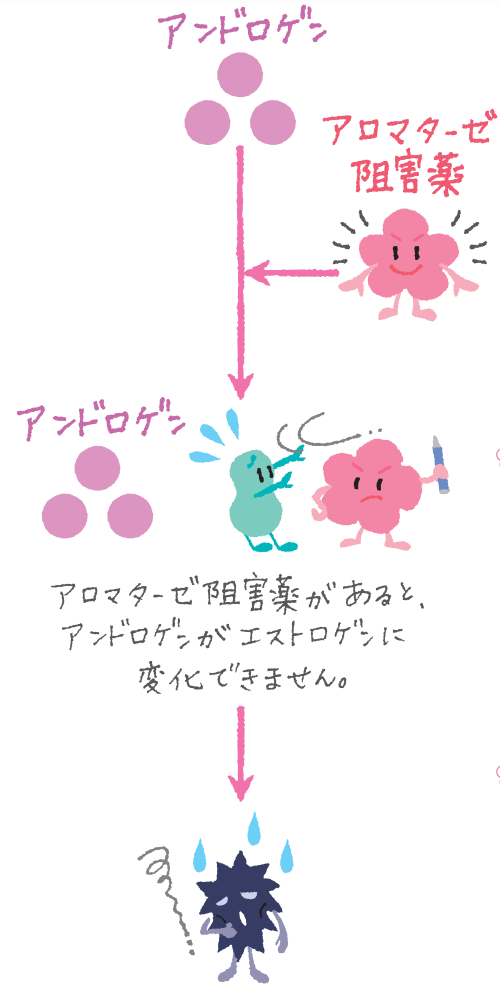 アンドロゲン
アロマターゼ
阻害薬
アンドロゲン
アロマターゼ阻害薬があると、
アンドロゲンがエストロゲンに
変化できません。